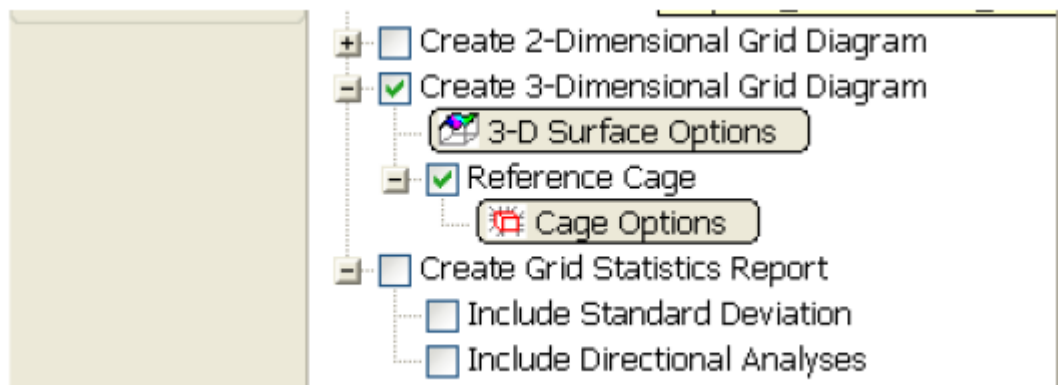 Create 2-Dimensional Grid Diagram
Create 3-Dimensional Grid Diagram
3-D Surface Options
Reference Cage
Cage Options
Create Grid Statistics Report
Include Standard Deviation
Include Directional Analyses